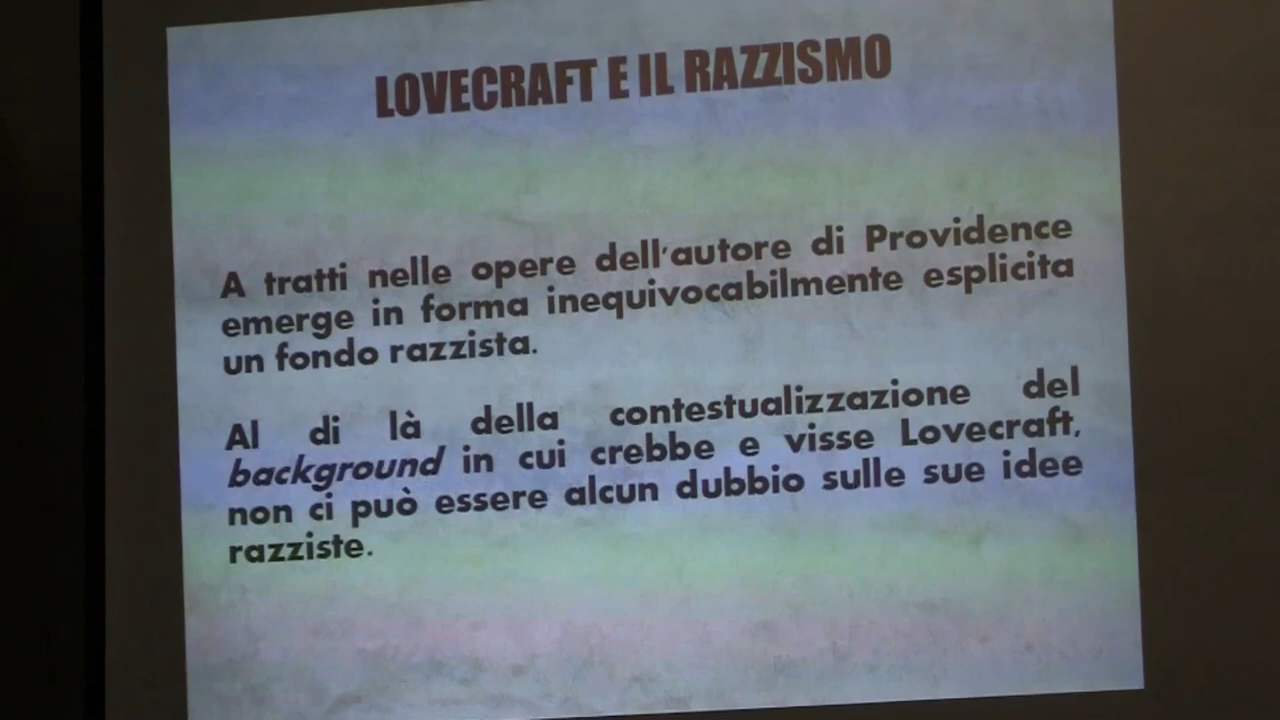 LOVECRAFT E IL RAZZISMO
A tratti nelle opere dell'autore di Providence
emerge in forma inequivocabilmente esplicita
un fondo razzista.
Al di là della contestualizzazione del
background in cui crebbe e visse Lovecraft,
non ci può essere alcun dubbio sulle sue idee
razziste.